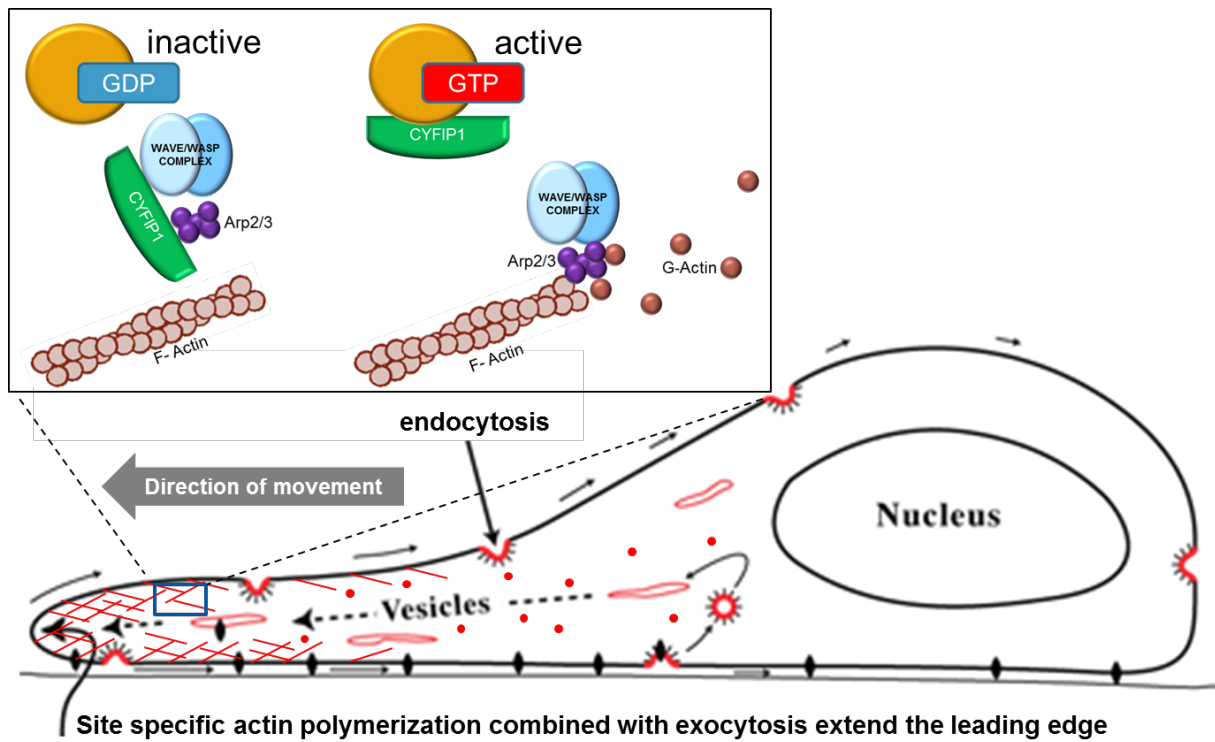 inactive
active
GDP
GTP
CYFIP1
WAVE/WASP
COMPLEX
CYFIP1
Arp2/3
WAVE/WASP
COMPLEX
Arp2/3
G-Actin
F- Actin
F- Actin
endocytosis
Direction of movement
Nucleus
Vesicles
Site specific actin polymerization combined with exocytosis extend the leading edge